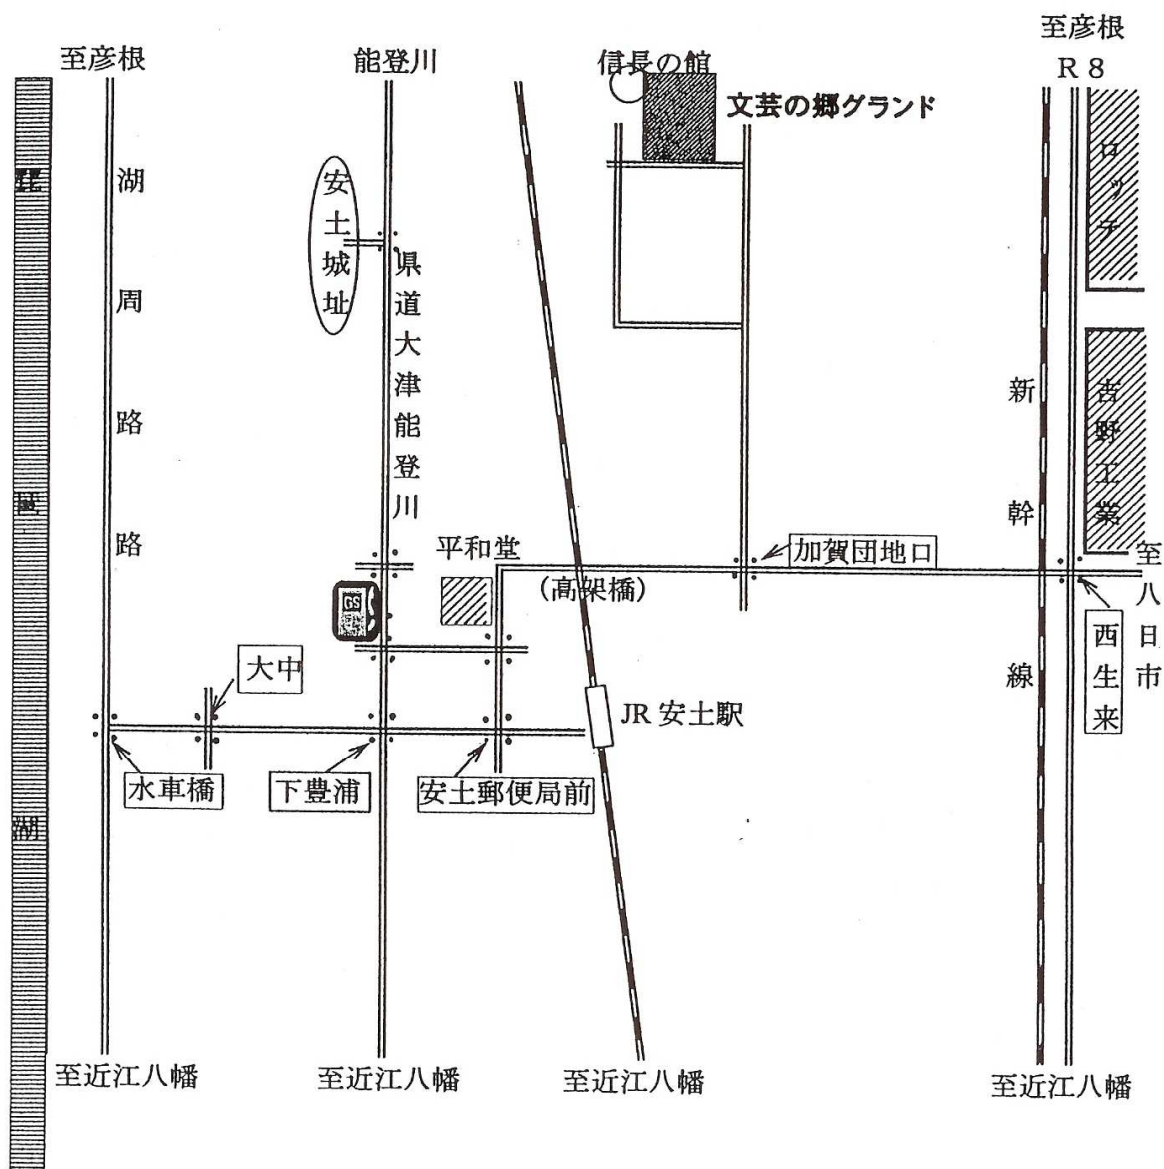 至彦根
能登川
信長の館
至彦根
R8
文芸の郷グランド
琵
琶
湖
湖周路路
安土城址
県道大津能登川
ロッテ
新幹線
吉野工業
平和堂
(高架橋)
加賀団地口
至八日市
GS
西生来
大中
JR安土駅
水車橋
下豊浦
安土郵便局前
至近江八幡
至近江八幡
至近江八幡
至近江八幡